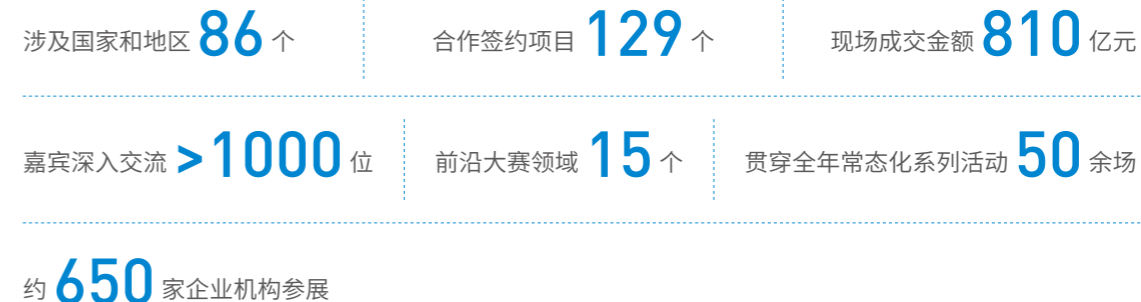 涉及国家和地区 86 个 合作签约项目 129 个 现场成交金额 810 亿元
嘉宾深入交流 >1000 位 前沿大赛领域 15 个 贯穿全年常态化系列活动 50 余场
约 650 家企业机构参展